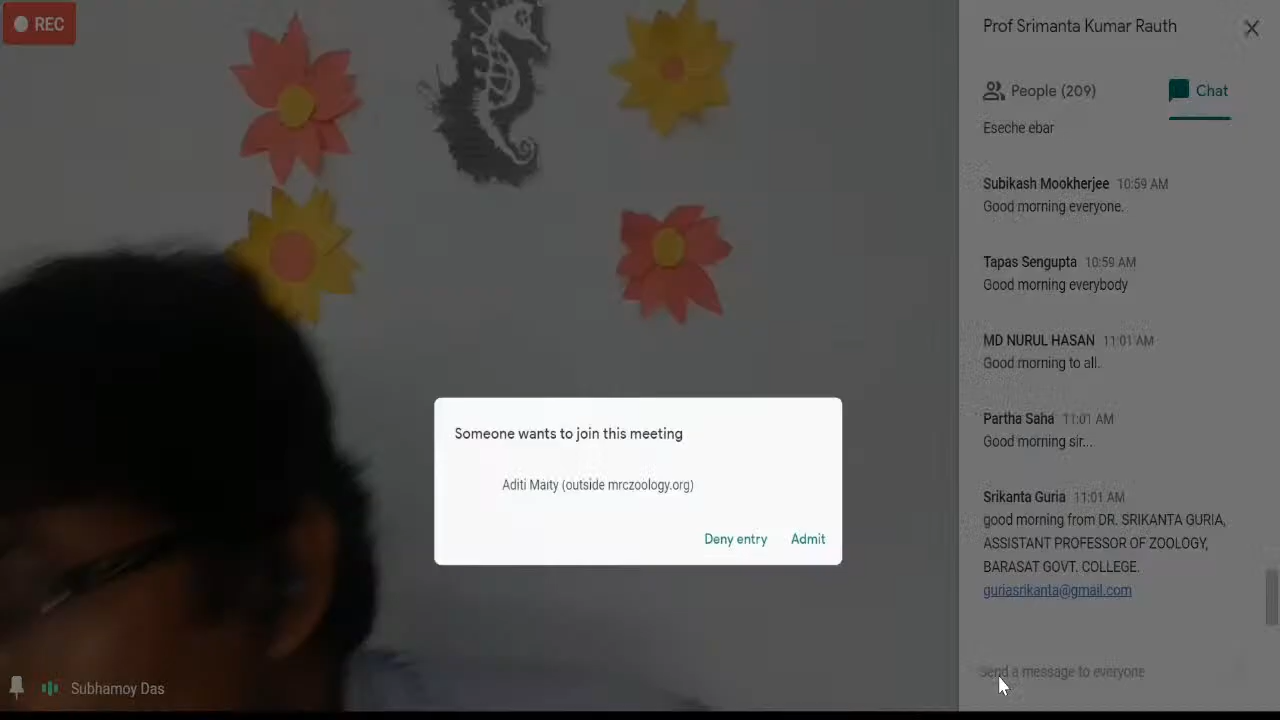 REC
Prof Srimanta Kumar Rauth
People (209)
Chat
Eseche ebar
Subikash Mookherjee 10:59 AM
Good morning everyone.
Tapas Sengupta 10:59 AM
Good morning everybody
MD NURUL HASAN 11:01 AM
Good morning to all.
Partha Saha 11:01 AM
Good morning sir...
Srikanta Guria 11:01 AM
good morning from DR. SRIKANTA GURIA,
ASSISTANT PROFESSOR OF ZOOLOGY,
BARASAT GOVT. COLLEGE.
guriasrikanta@gmail.com
Send a message to everyone
Someone wants to join this meeting
Aditi Maity (outside mrczoology.org)
Deny entry Admit
Subhamoy Das